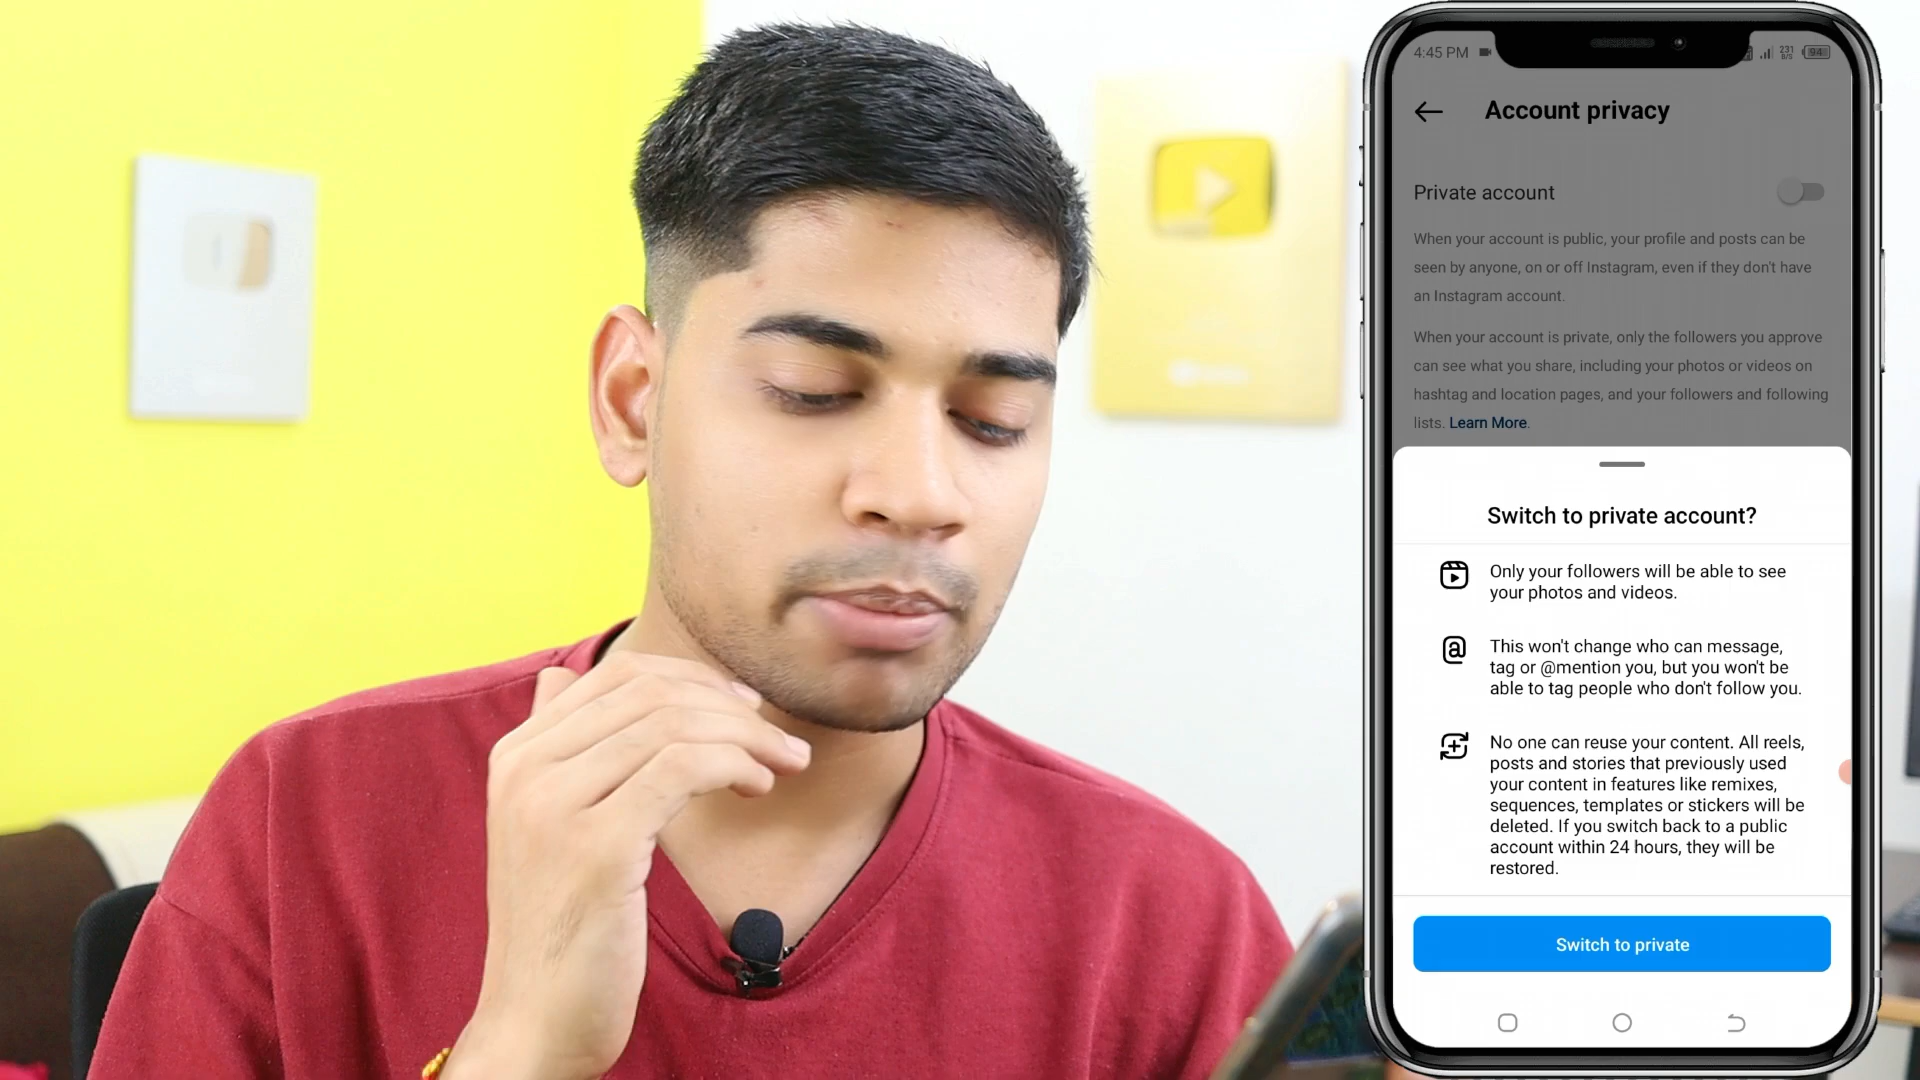 4:45 PM
231
B/S
94
Account privacy
Private account
When your account is public, your profile and posts can be
seen by anyone, on or off Instagram, even if they don't have
an Instagram account.
When your account is private, only the followers you approve
can see what you share, including your photos or videos on
hashtag and location pages, and your followers and following
lists. Learn More.
Switch to private account?
Only your followers will be able to see
your photos and videos.
This won't change who can message,
tag or @mention you, but you won't be
able to tag people who don't follow you.
No one can reuse your content. All reels,
posts and stories that previously used
your content in features like remixes,
sequences, templates or stickers will be
deleted. If you switch back to a public
account within 24 hours, they will be
restored.
Switch to private